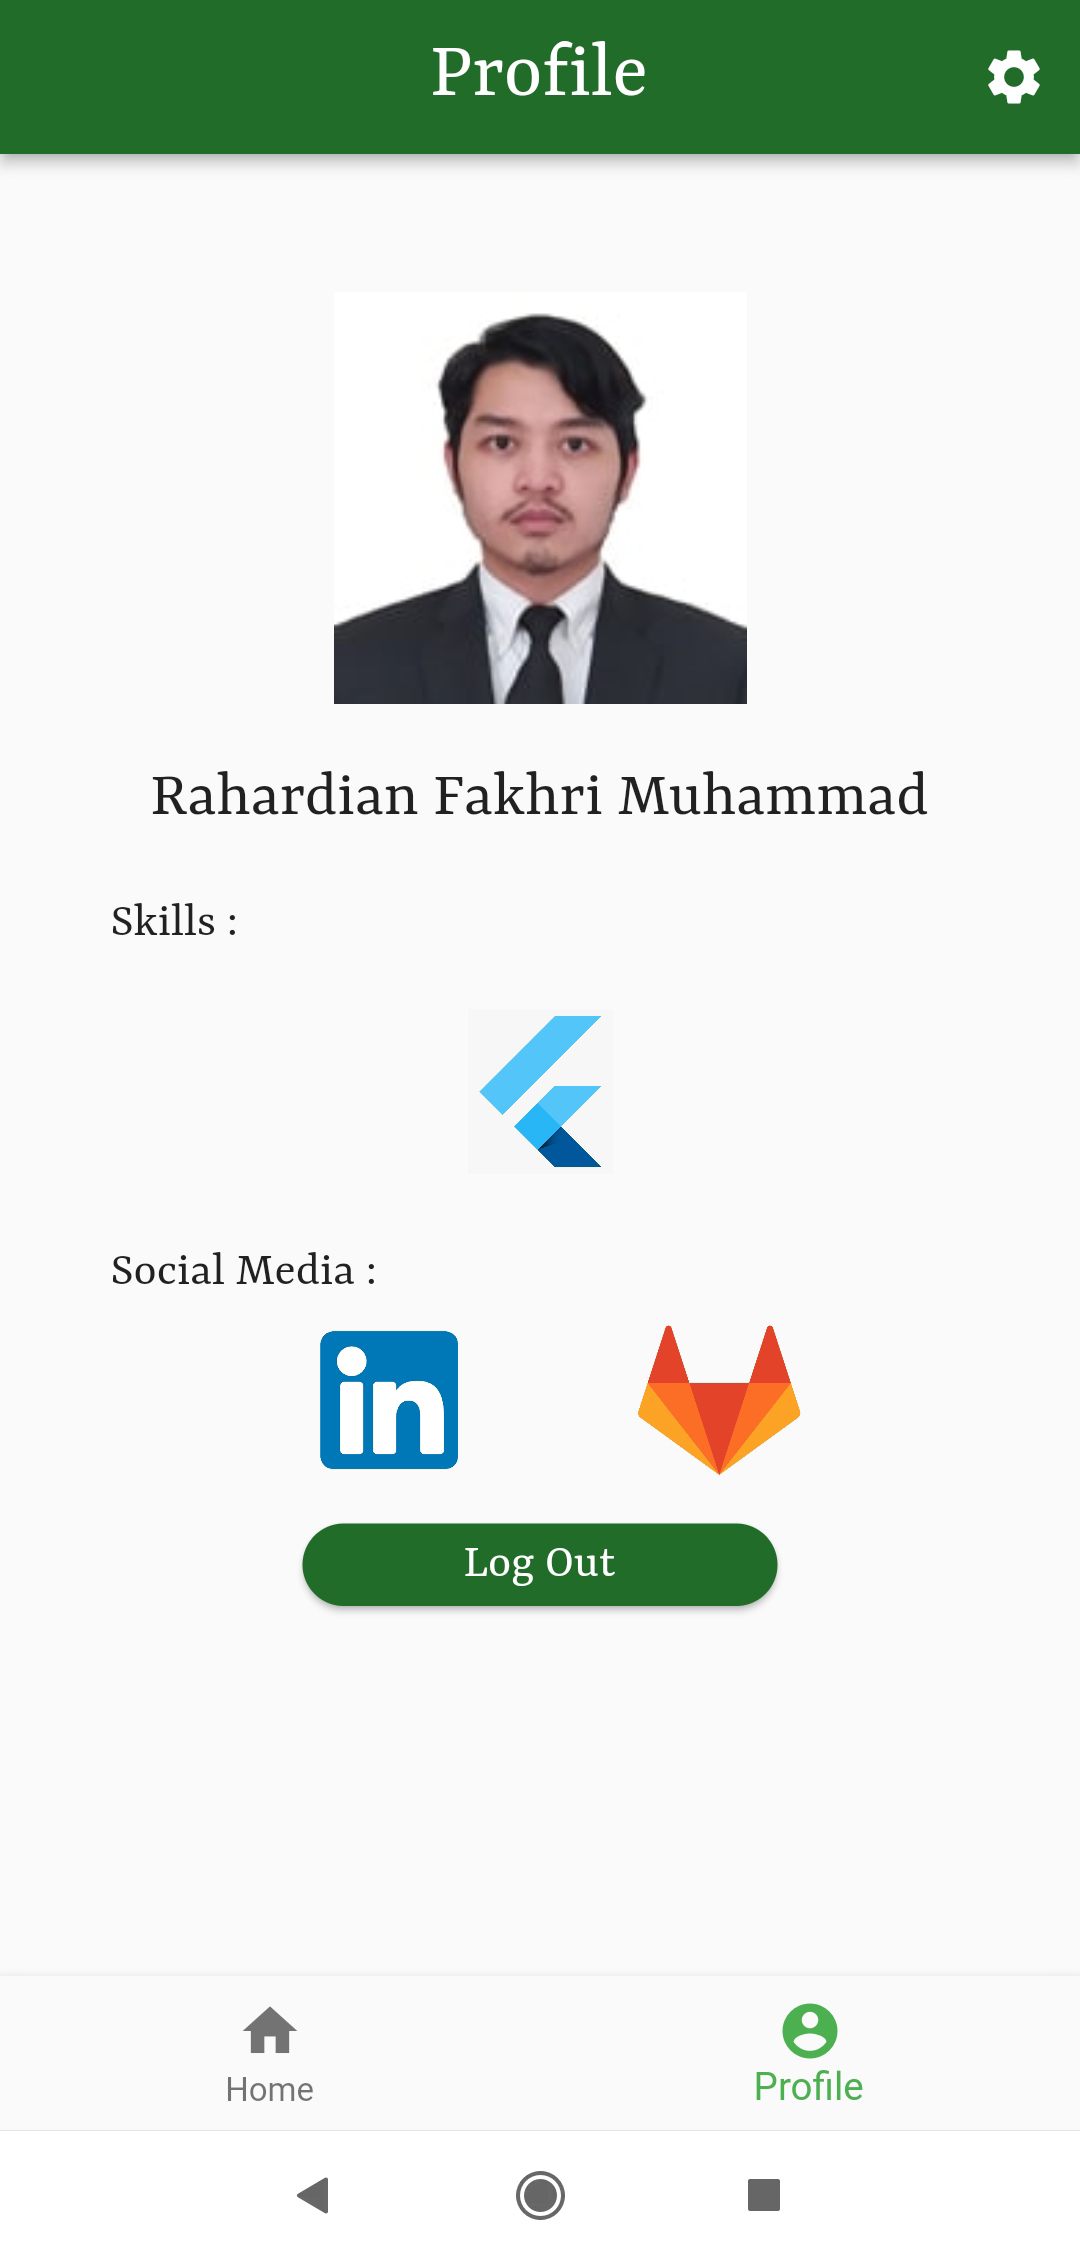 Profile
Rahardian Fakhri Muhammad
Skills :
Social Media :
in
Log Out
Home
Profile